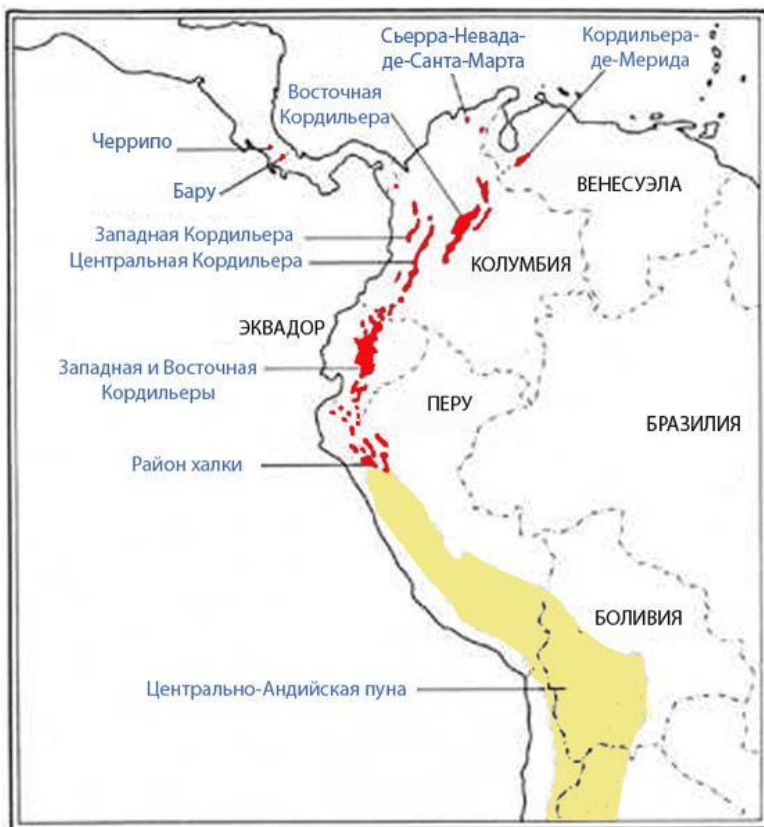 Сьерра-Невада-
де-Санта-Марта
Кордильера-
де-Мерида
Восточная
Кордильера
Черрипо
Бару
ВЕНЕСУЭЛА
Западная Кордильера
Центральная Кордильера
КОЛУМБИЯ
ЭКВАДОР
Западная и Восточная
Кордильеры
ПЕРУ
БРАЗИЛИЯ
Район халки
БОЛИВИЯ
Центрально-Андийская пуна